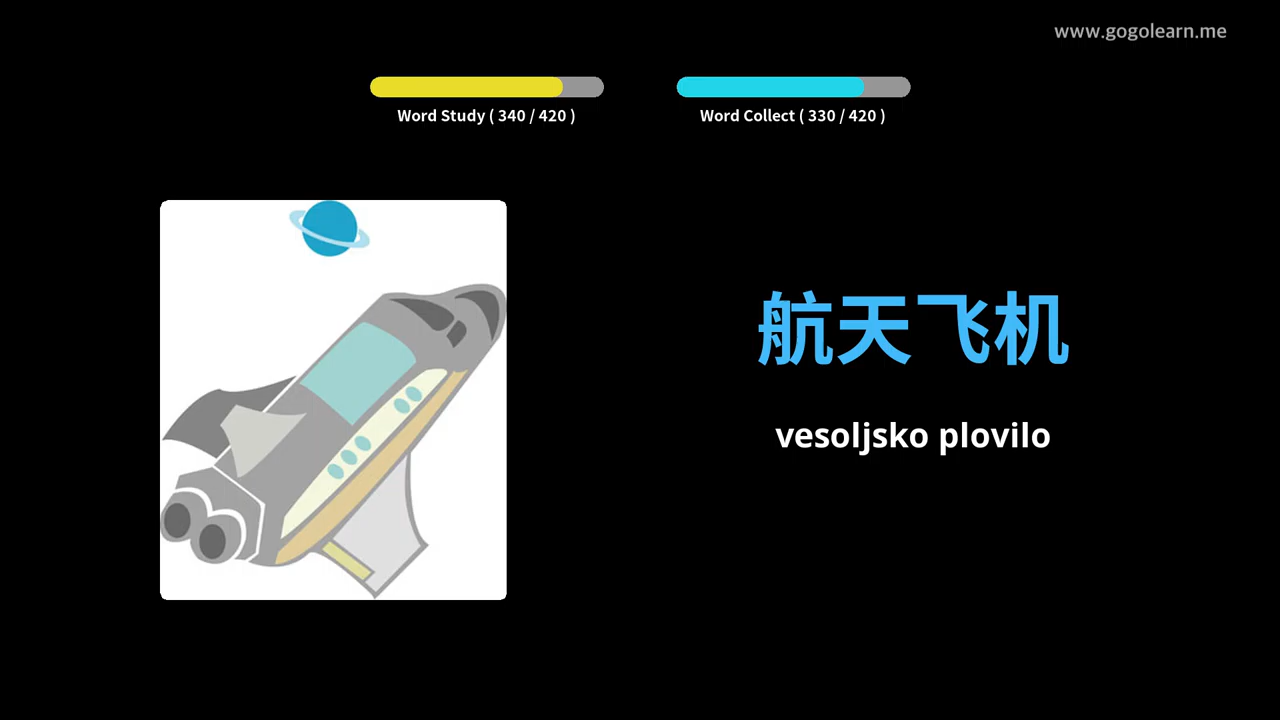 www.gogolearn.me
Word Study ( 340 / 420 )
Word Collect ( 330 / 420 )
航天飞机
vesoljsko plovilo